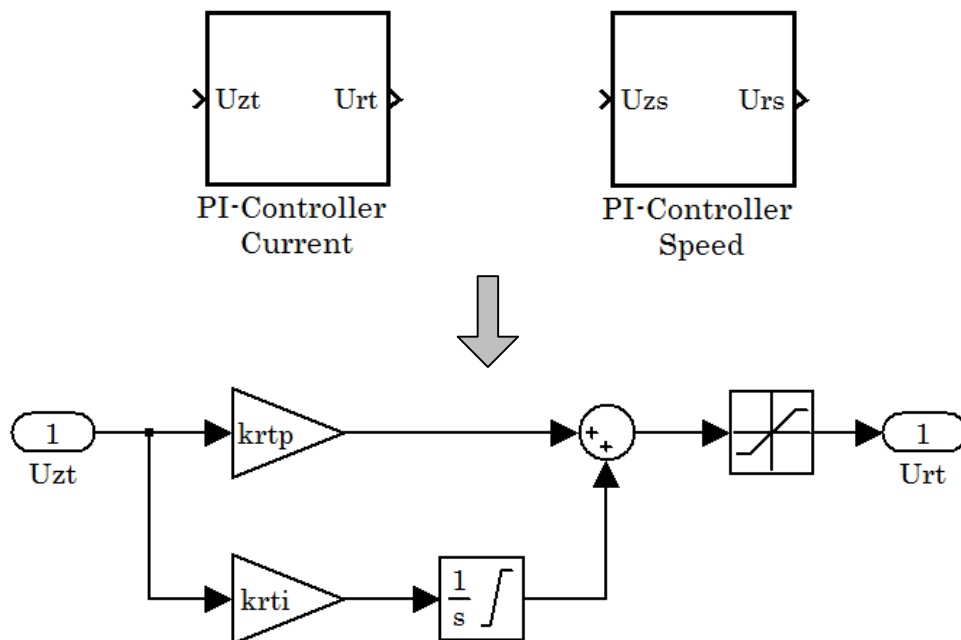 Uzt Urt
Uzs Urs
PI-Controller
Current
PI-Controller
Speed
1
Uzt
krtp
+
+
1
Urt
krti
1
s